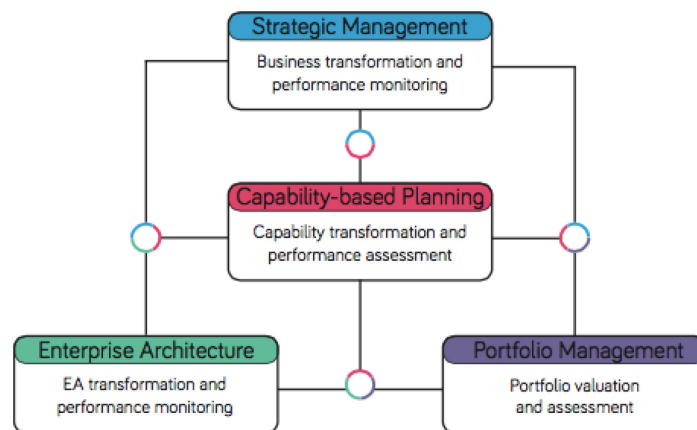 Strategic Management
Business transformation and
performance monitoring
Capability-based Planning
Capability transformation and
performance assessment
Enterprise Architecture
EA transformation and
performance monitoring
Portfolio Management
Portfolio valuation
and assessment